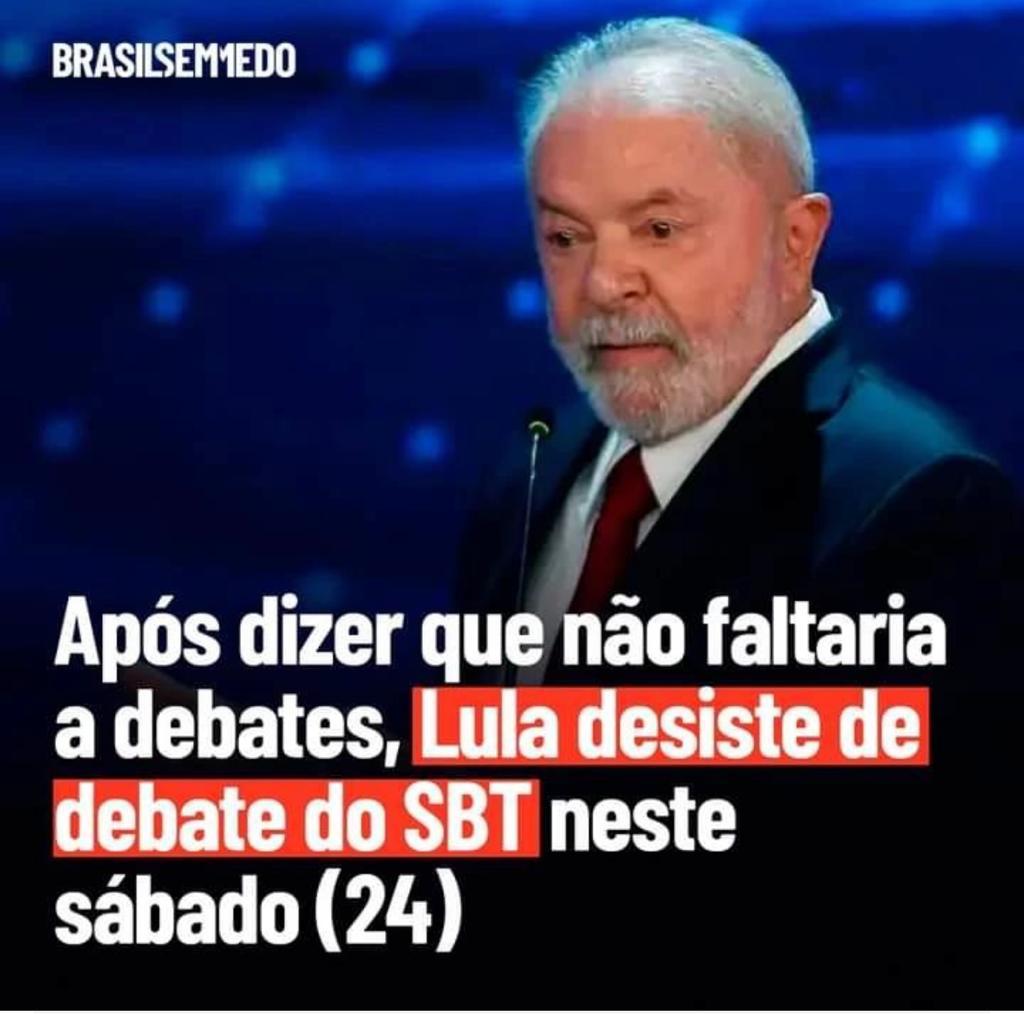 BRASILSEMMEDO
Após dizer que não faltaria
a debates, Lula desiste de
debate do SBT neste
sábado (24)